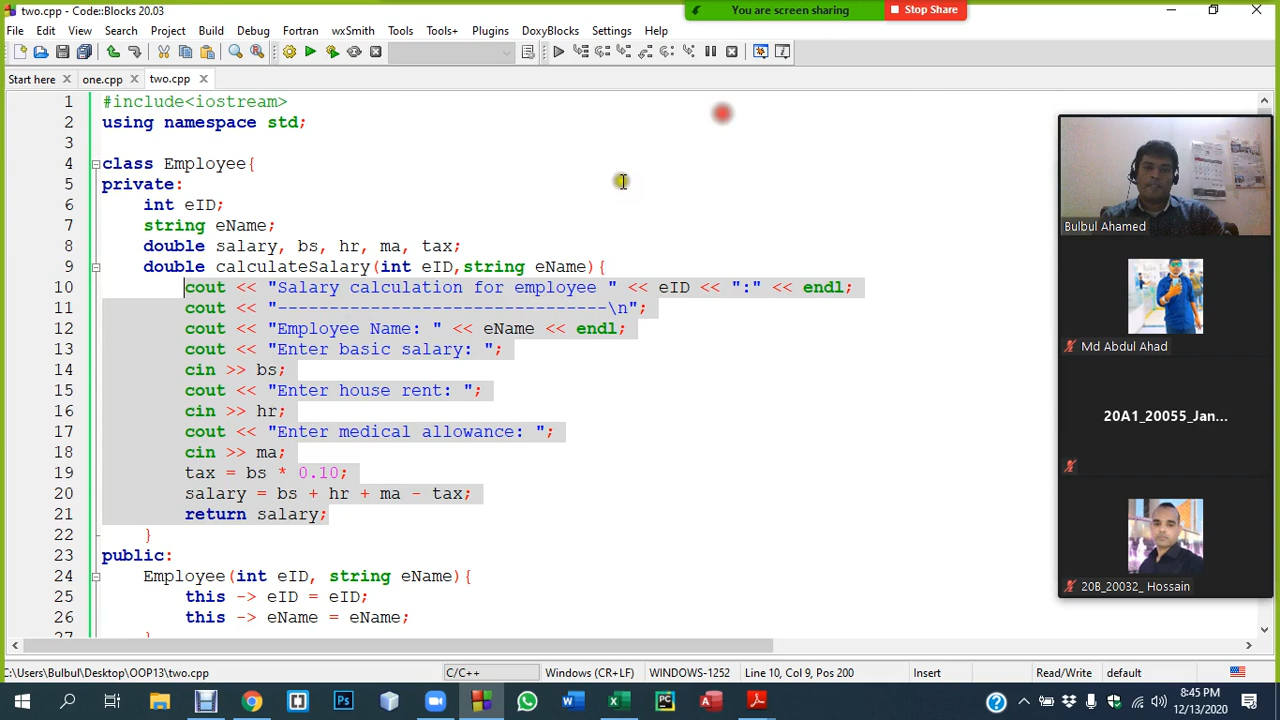 two.cpp - Code::Blocks 20.03
You are screen sharing
Stop Share
File Edit View Search Project Build Debug Fortran wxSmith Tools Tools+ Plugins DoxyBlocks Settings Help
Start here one.cpp two.cpp
1 #include<iostream>
2 using namespace std;
3
4 class Employee{
5 private:
6 int eID;
7 string eName;
8 double salary, bs, hr, ma, tax;
9 double calculateSalary(int eID,string eName){
10 cout << "Salary calculation for employee " << eID << ":" << endl;
11 cout << "--------------------------------\n";
12 cout << "Employee Name: " << eName << endl;
13 cout << "Enter basic salary: ";
14 cin >> bs;
15 cout << "Enter house rent: ";
16 cin >> hr;
17 cout << "Enter medical allowance: ";
18 cin >> ma;
19 tax = bs * 0.10;
20 salary = bs + hr + ma - tax;
21 return salary;
22 }
23 public:
24 Employee(int eID, string eName){
25 this -> eID = eID;
26 this -> eName = eName;
27 }
Bulbul Ahamed
Md Abdul Ahad
20A1_20055_Jan...
20B_20032_ Hossain
C:\Users\Bulbul\Desktop\OOP13\two.cpp C/C++ Windows (CR+LF) WINDOWS-1252 Line 10, Col 9, Pos 200 Insert Read/Write default
8:45 PM
12/13/2020